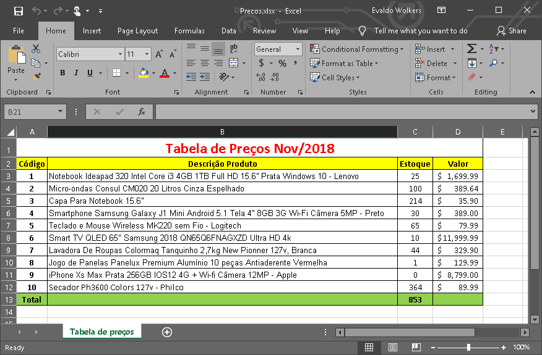 Precos.xlsx - Excel
Evaldo Wolkers
File Home Insert Page Layout Formulas Data Review View Help Tell me what you want to do
Paste
Calibri 11
B I U
General
$ % ,
Conditional Formatting
Format as Table
Cell Styles
Insert
Delete
Format
Clipboard Font Alignment Number Styles Cells Editing
B21 fx
A B C D E
1 Tabela de Preços Nov/2018
2 Código Descrição Produto Estoque Valor
3 1 Notebook Ideapad 320 Intel Core i3 4GB 1TB Full HD 15.6" Prata Windows 10 - Lenovo 25 $ 1,699.99
4 2 Micro-ondas Consul CM020 20 Litros Cinza Espelhado 100 $ 389.64
5 3 Capa Para Notebook 15.6" 214 $ 35.90
6 4 Smartphone Samsung Galaxy J1 Mini Android 5.1 Tela 4" 8GB 3G Wi-Fi Câmera 5MP - Preto 30 $ 389.00
7 5 Teclado e Mouse Wireless MK220 sem Fio - Logitech 65 $ 79.99
8 6 Smart TV QLED 65" Samsung 2018 QN65Q6FNAGXZD Ultra HD 4k 10 $ 11,999.99
9 7 Lavadora De Roupas Colormaq Tanquinho 2,7kg New Pionner 127v, Branca 44 $ 329.90
10 8 Jogo de Panelas Panelux Premium Alumínio 10 peças Antiaderente Vermelha 1 $ 129.99
11 9 iPhone Xs Max Prata 256GB IOS12 4G + Wi-fi Câmera 12MP - Apple 0 $ 8,799.00
12 10 Secador Ph3600 Colors 127v - Philco 364 $ 89.99
13 Total 853
14
15
Tabela de preços
Ready 100%